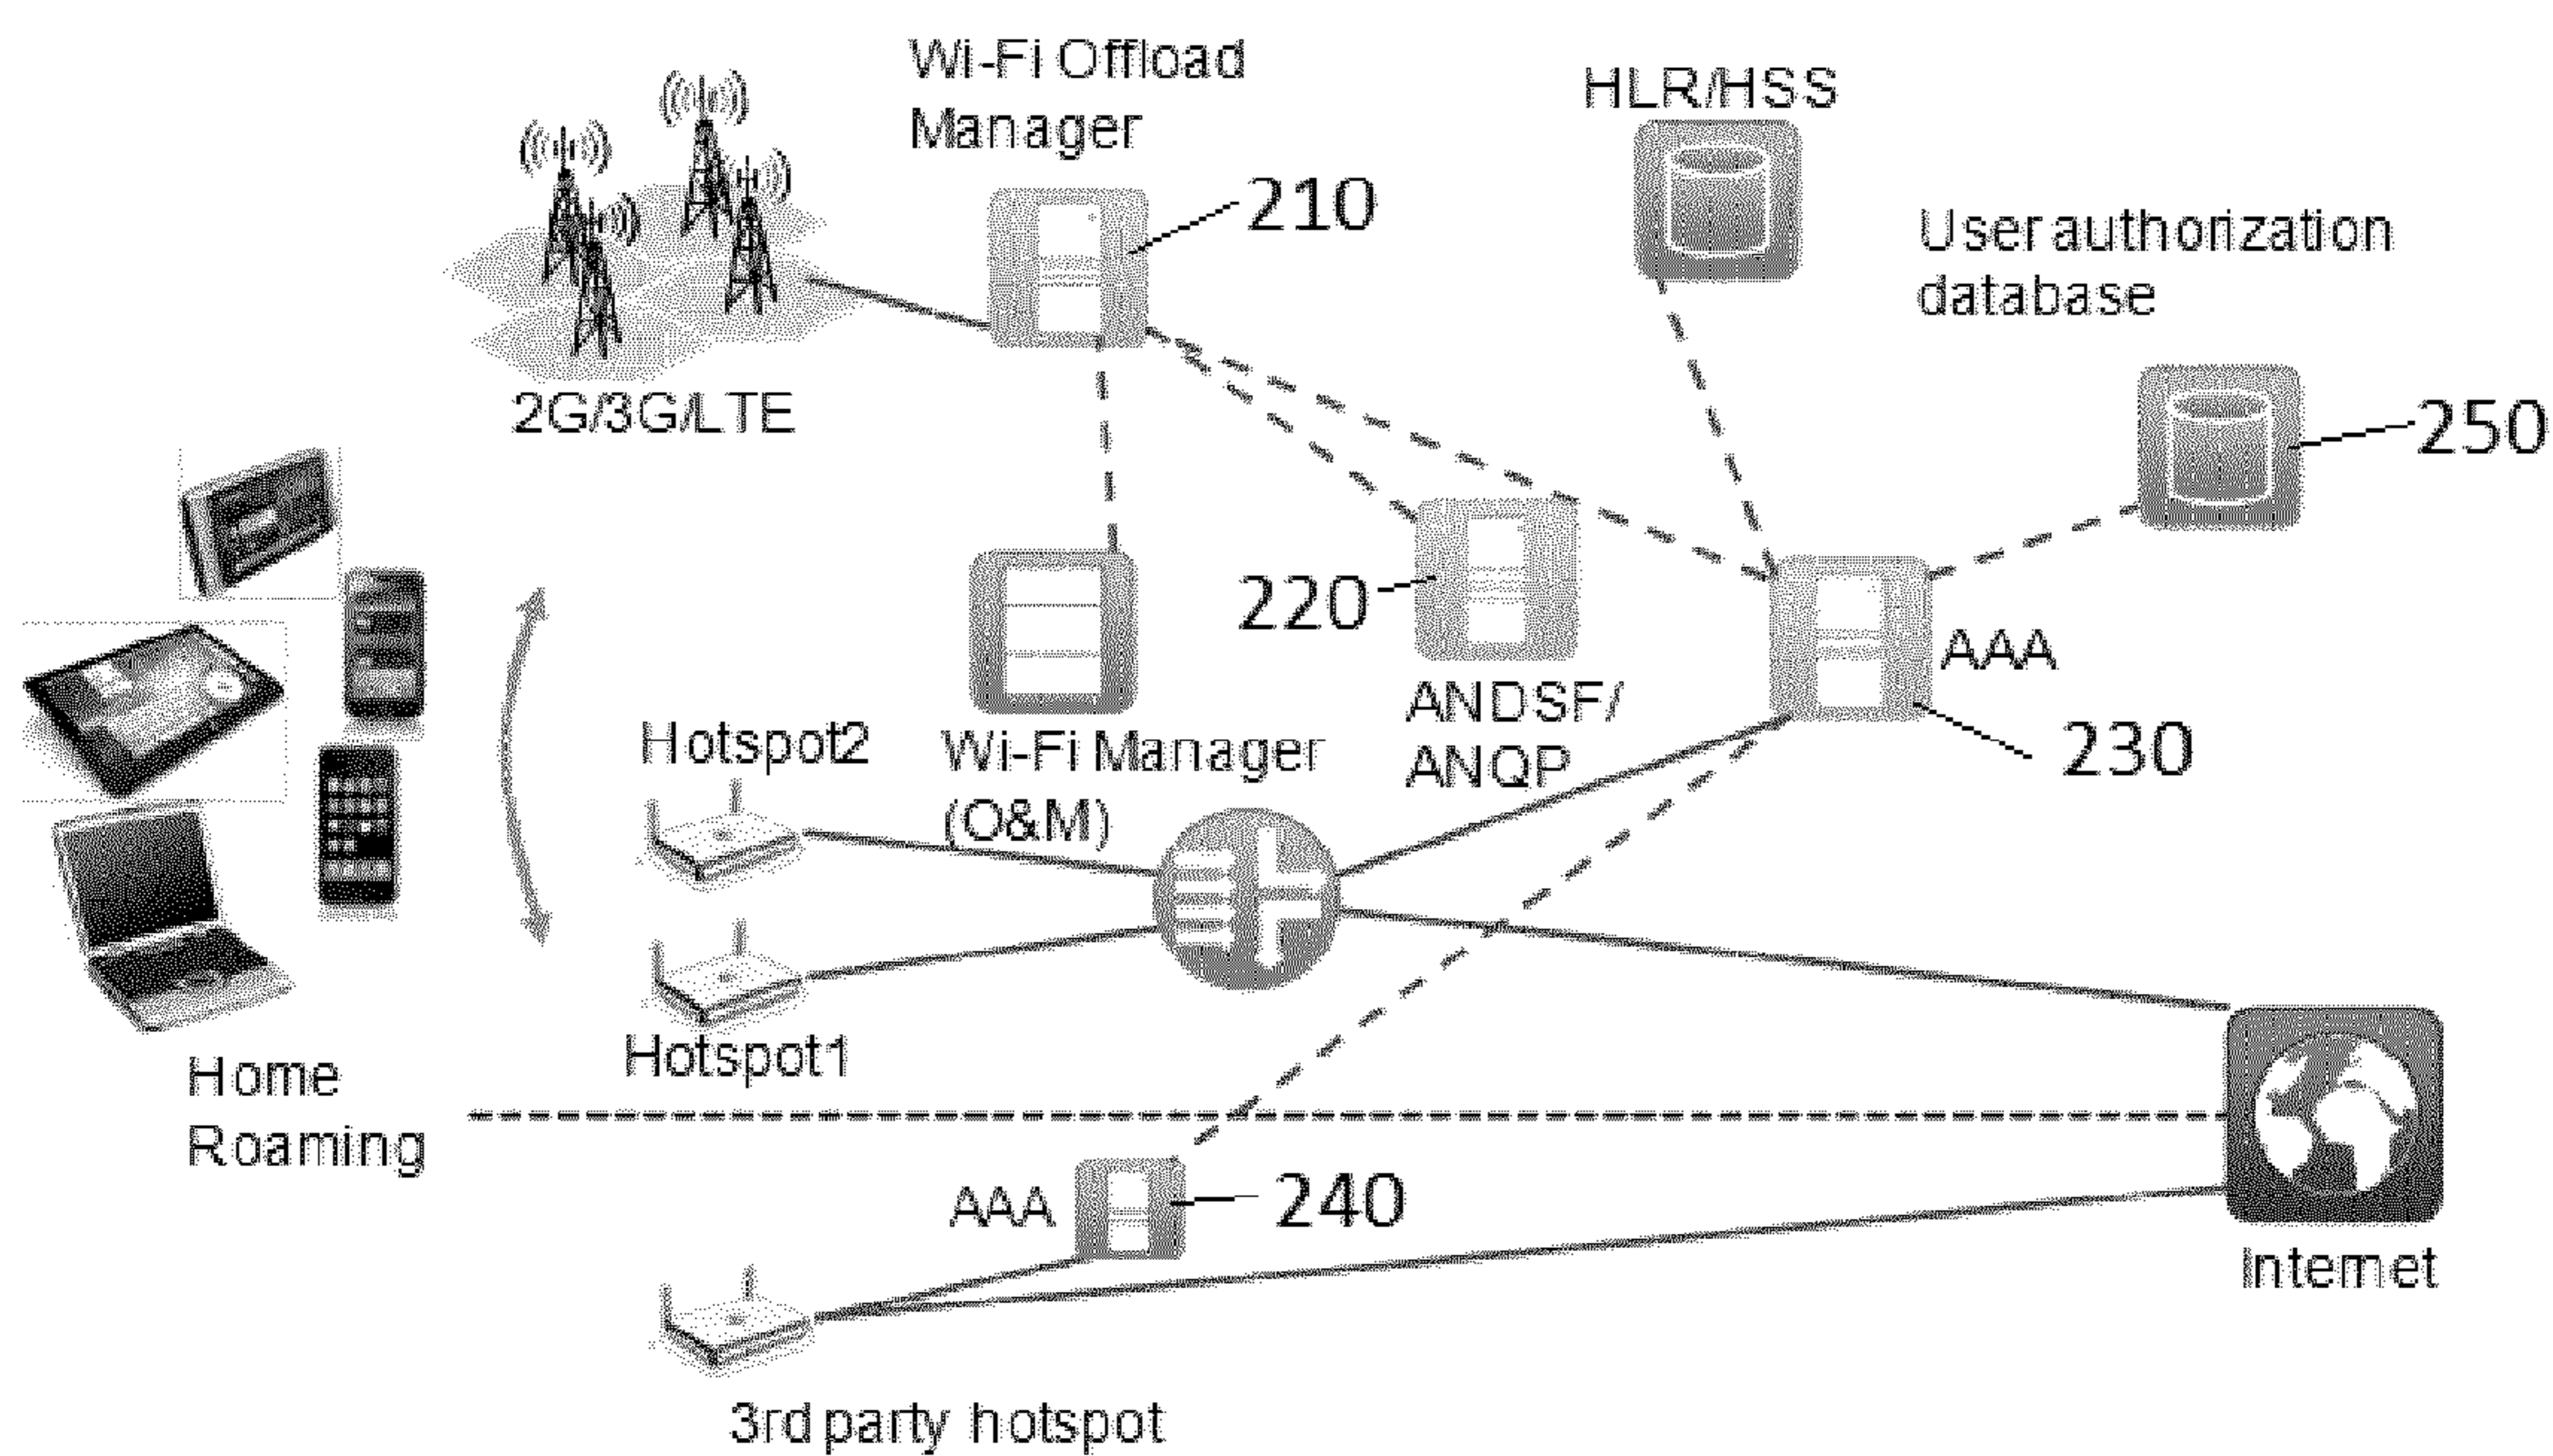 Wi-Fi Offload
Manager
HLR/HSS
210
User authorization
database
2G/3G/LTE
250
220
AAA
ANDSF/
ANQP
230
Hotspot2
Wi-Fi Manager
(O&M)
Hotspot1
Home
Roaming
AAA
240
Internet
3rd party hotspot